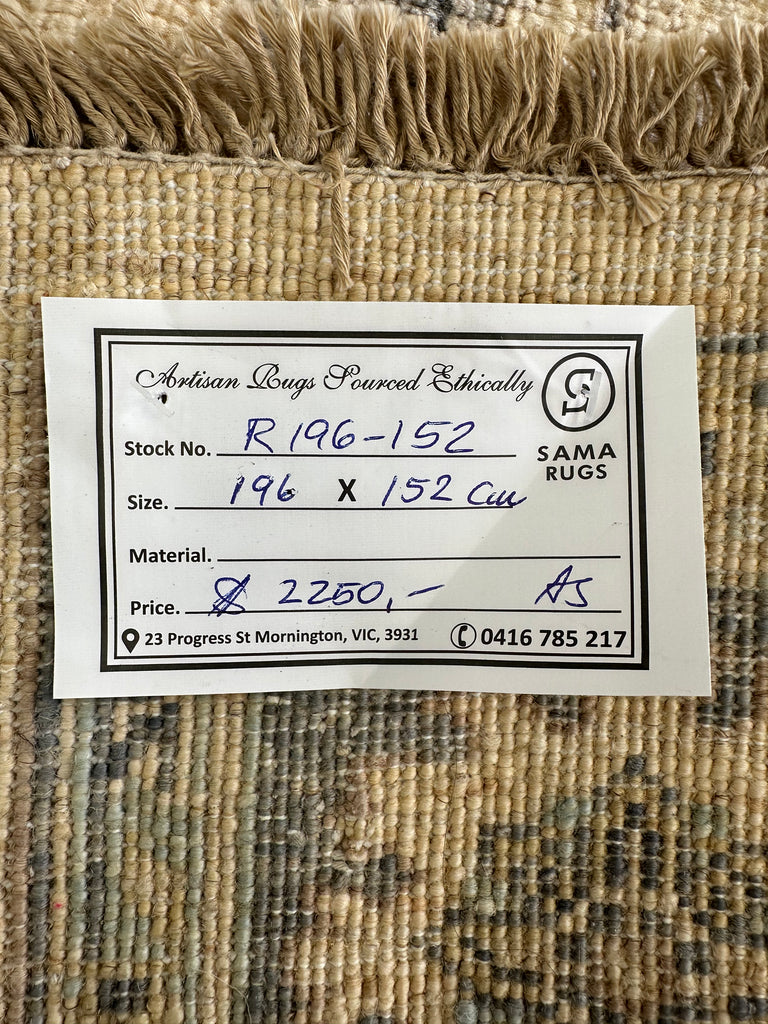 Artisan Rugs Sourced Ethically
S
SAMA
RUGS
Stock No. R196-152
Size. 196 X 152 cm
Material.
Price. $ 2250,- AS
23 Progress St Mornington, VIC, 3931
0416 785 217